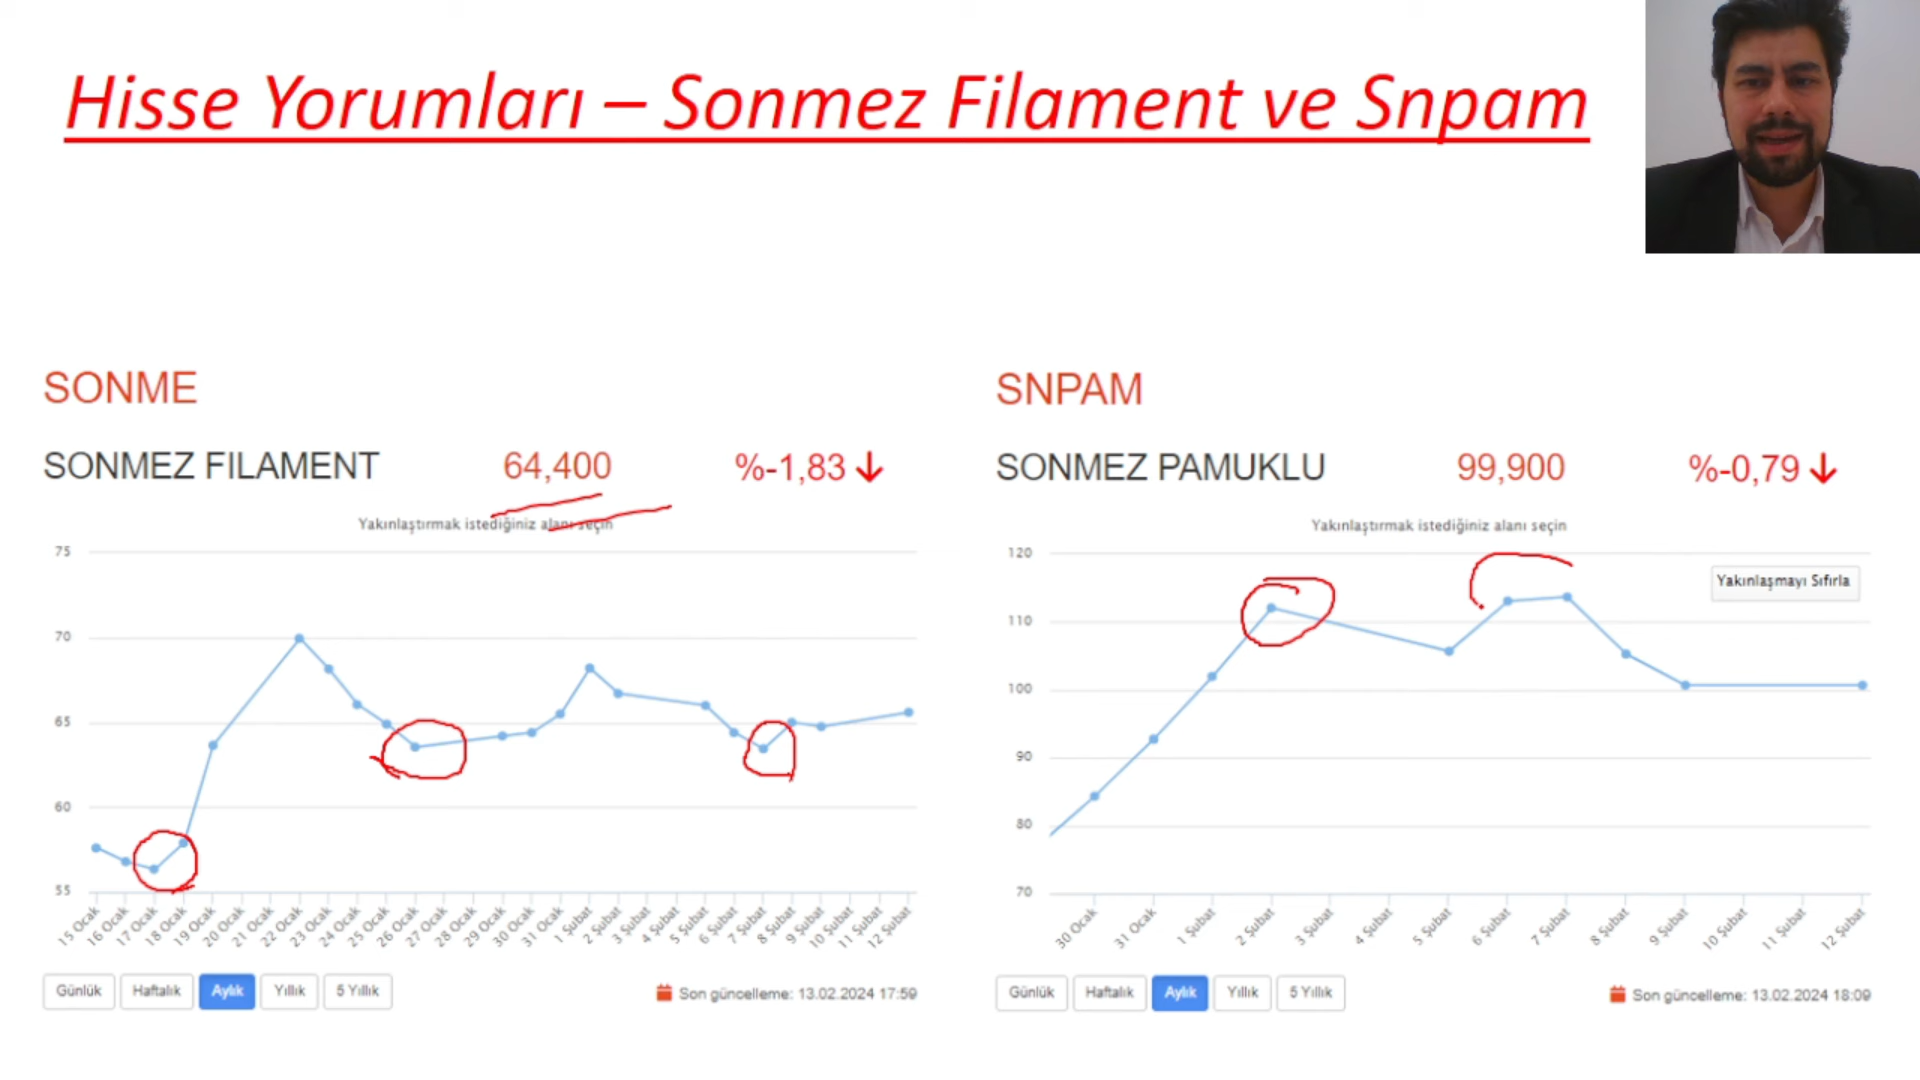 Hisse Yorumları – Sonmez Filament ve Snpam
SONME
SONMEZ FILAMENT 64,400 %-1,83
Yakınlaştırmak istediğiniz alanı seçin
75
70
65
60
55
15 Ocak 16 Ocak 17 Ocak 18 Ocak 19 Ocak 20 Ocak 21 Ocak 22 Ocak 23 Ocak 24 Ocak 25 Ocak 26 Ocak 27 Ocak 28 Ocak 29 Ocak 30 Ocak 31 Ocak 1 Şubat 2 Şubat 3 Şubat 4 Şubat 5 Şubat 6 Şubat 7 Şubat 8 Şubat 9 Şubat 10 Şubat 11 Şubat 12 Şubat
Günlük Haftalık Aylık Yıllık 5 Yıllık
Son güncelleme: 13.02.2024 17:59
SNPAM
SONMEZ PAMUKLU 99,900 %-0,79
Yakınlaştırmak istediğiniz alanı seçin
Yakınlaşmayı Sıfırla
120
110
100
90
80
70
30 Ocak 31 Ocak 1 Şubat 2 Şubat 3 Şubat 4 Şubat 5 Şubat 6 Şubat 7 Şubat 8 Şubat 9 Şubat 10 Şubat 11 Şubat 12 Şubat
Günlük Haftalık Aylık Yıllık 5 Yıllık
Son güncelleme: 13.02.2024 18:09